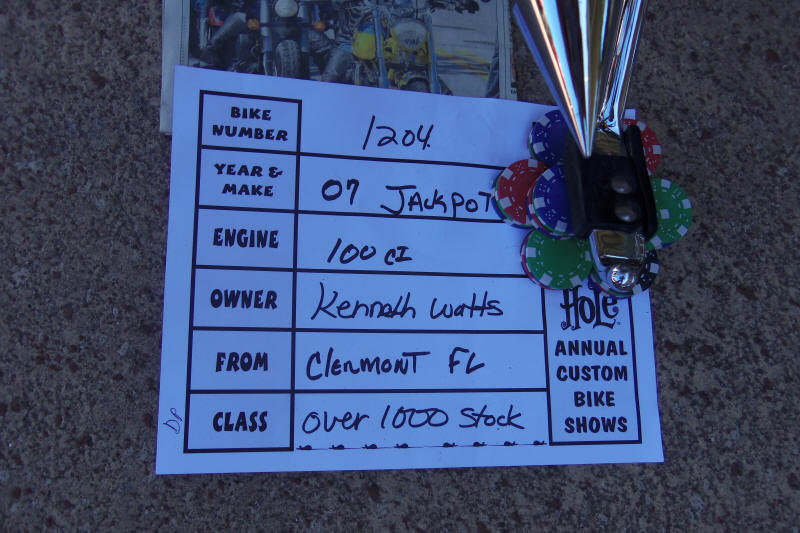 BIKE NUMBER 1204.
YEAR & MAKE 07 JACKPOT
ENGINE 100 CI
OWNER Kenneth Watts
FROM Clermont FL
CLASS over 1000 Stock
DP
HOLE
ANNUAL
CUSTOM
BIKE
SHOWS